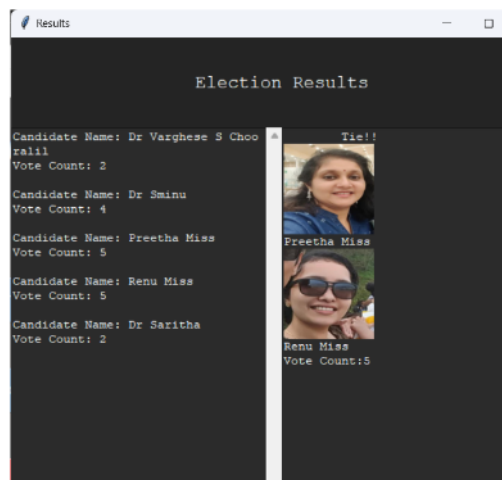 Results
Election Results
Candidate Name: Dr Varghese S Choo
ralil
Vote Count: 2
Candidate Name: Dr Sminu
Vote Count: 4
Candidate Name: Preetha Miss
Vote Count: 5
Candidate Name: Renu Miss
Vote Count: 5
Candidate Name: Dr Saritha
Vote Count: 2
Tie!!
Preetha Miss
Renu Miss
Vote Count:5